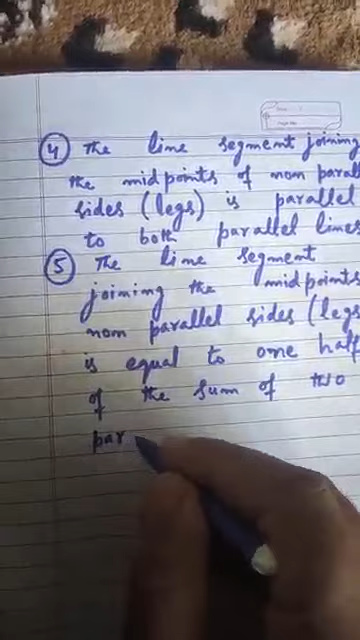 4 The line segment joining
the midpoints of non parall
sides (legs) is parallel
to both parallel lines
5 The line segment
joining the midpoints
non parallel sides (legs
is equal to one half
of the sum of two
par